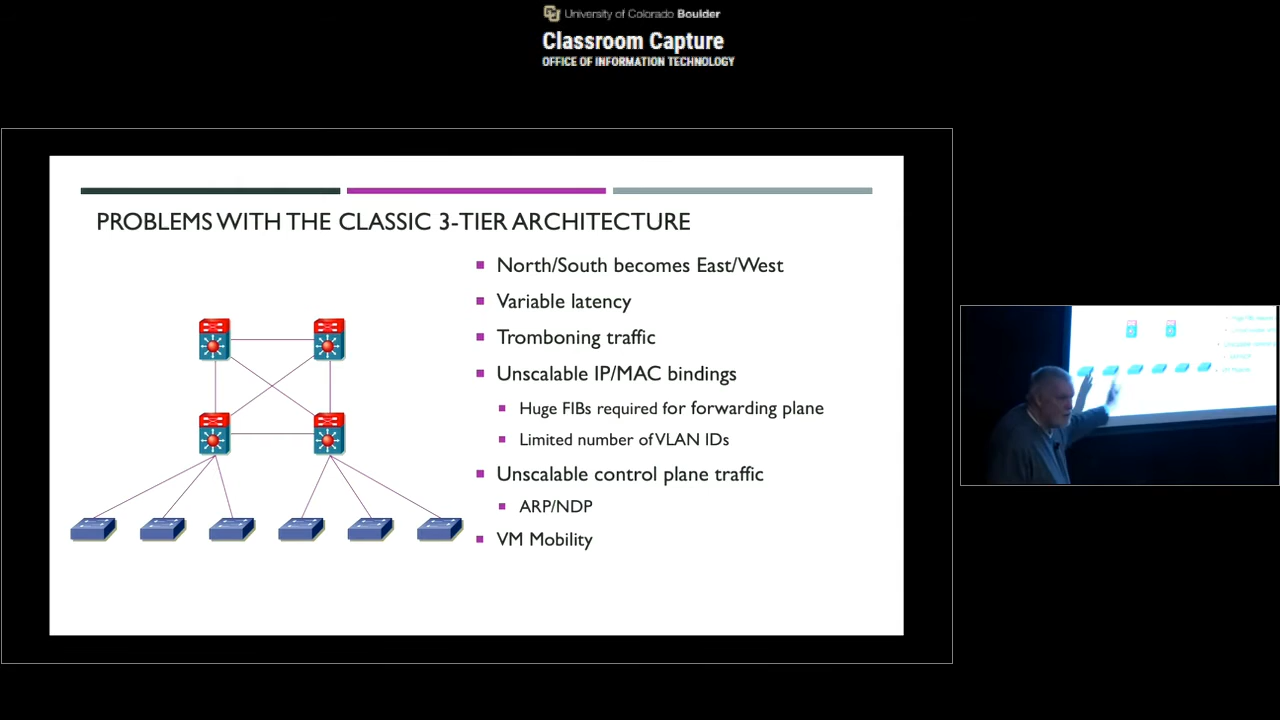 University of Colorado Boulder
Classroom Capture
OFFICE OF INFORMATION TECHNOLOGY
PROBLEMS WITH THE CLASSIC 3-TIER ARCHITECTURE
North/South becomes East/West
Variable latency
Tromboning traffic
Unscalable IP/MAC bindings
Huge FIBs required for forwarding plane
Limited number of VLAN IDs
Unscalable control plane traffic
ARP/NDP
VM Mobility